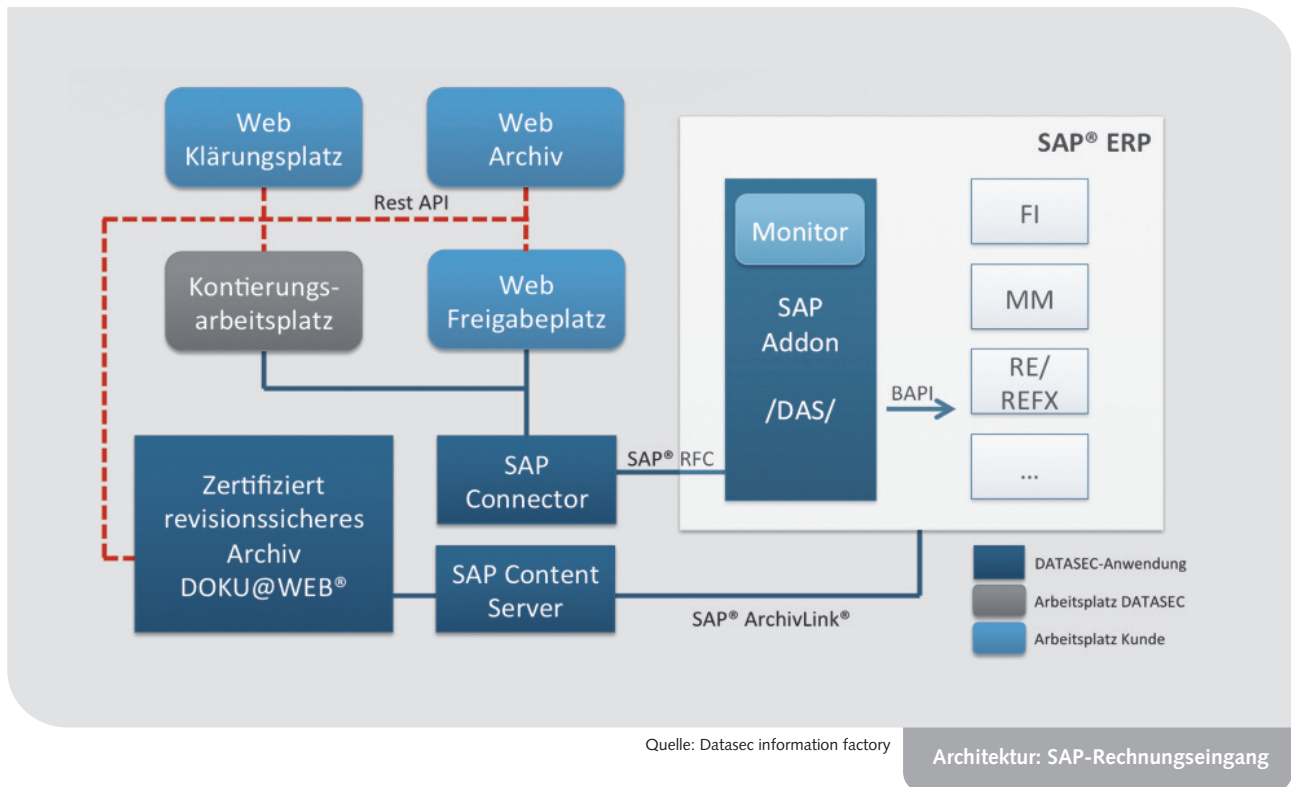 Web
Klärungsplatz
Web
Archiv
SAP® ERP
Rest API
Monitor
FI
Kontierungs-
arbeitsplatz
Web
Freigabeplatz
SAP
Addon
/DAS/
MM
BAPI
RE/
REFX
...
Zertifiziert
revisionssicheres
Archiv
DOKU@WEB®
SAP
Connector
SAP® RFC
SAP Content
Server
SAP® ArchivLink®
DATASEC-Anwendung
Arbeitsplatz DATASEC
Arbeitsplatz Kunde
Quelle: Datasec information factory
Architektur: SAP-Rechnungseingang